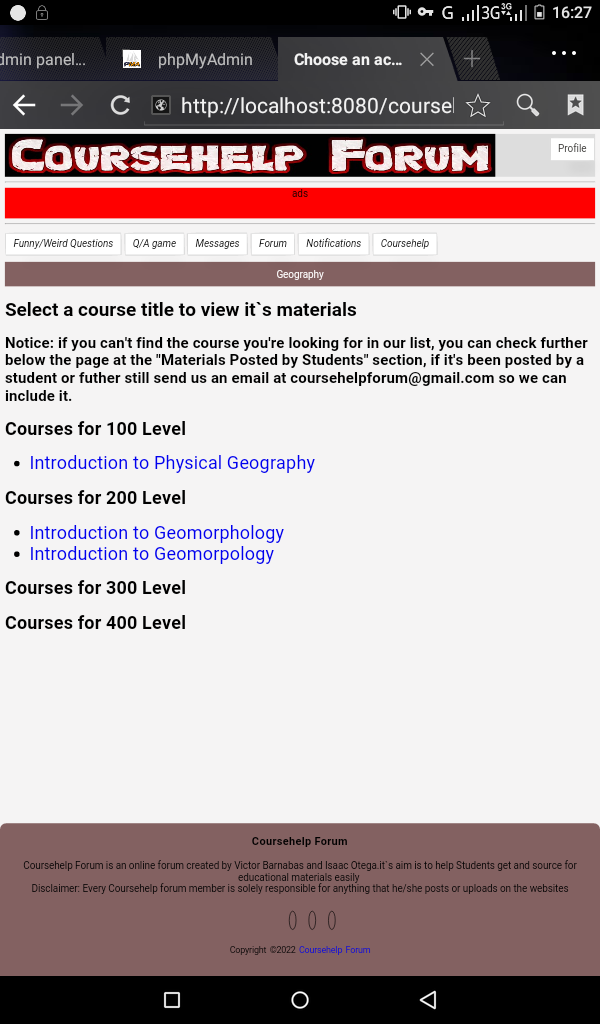 G 3G 3G 16:27
dmin panel... phpMyAdmin Choose an ac...
http://localhost:8080/course
Coursehelp Forum
Profile
ads
Funny/Weird Questions Q/A game Messages Forum Notifications Coursehelp
Geography
Select a course title to view it`s materials
Notice: if you can't find the course you're looking for in our list, you can check further
below the page at the "Materials Posted by Students" section, if it's been posted by a
student or futher still send us an email at coursehelpforum@gmail.com so we can
include it.
Courses for 100 Level
Introduction to Physical Geography
Courses for 200 Level
Introduction to Geomorphology
Introduction to Geomorpology
Courses for 300 Level
Courses for 400 Level
Coursehelp Forum
Coursehelp Forum is an online forum created by Victor Barnabas and Isaac Otega.it`s aim is to help Students get and source for
educational materials easily
Disclaimer: Every Coursehelp forum member is solely responsible for anything that he/she posts or uploads on the websites
Copyright ©2022 Coursehelp Forum